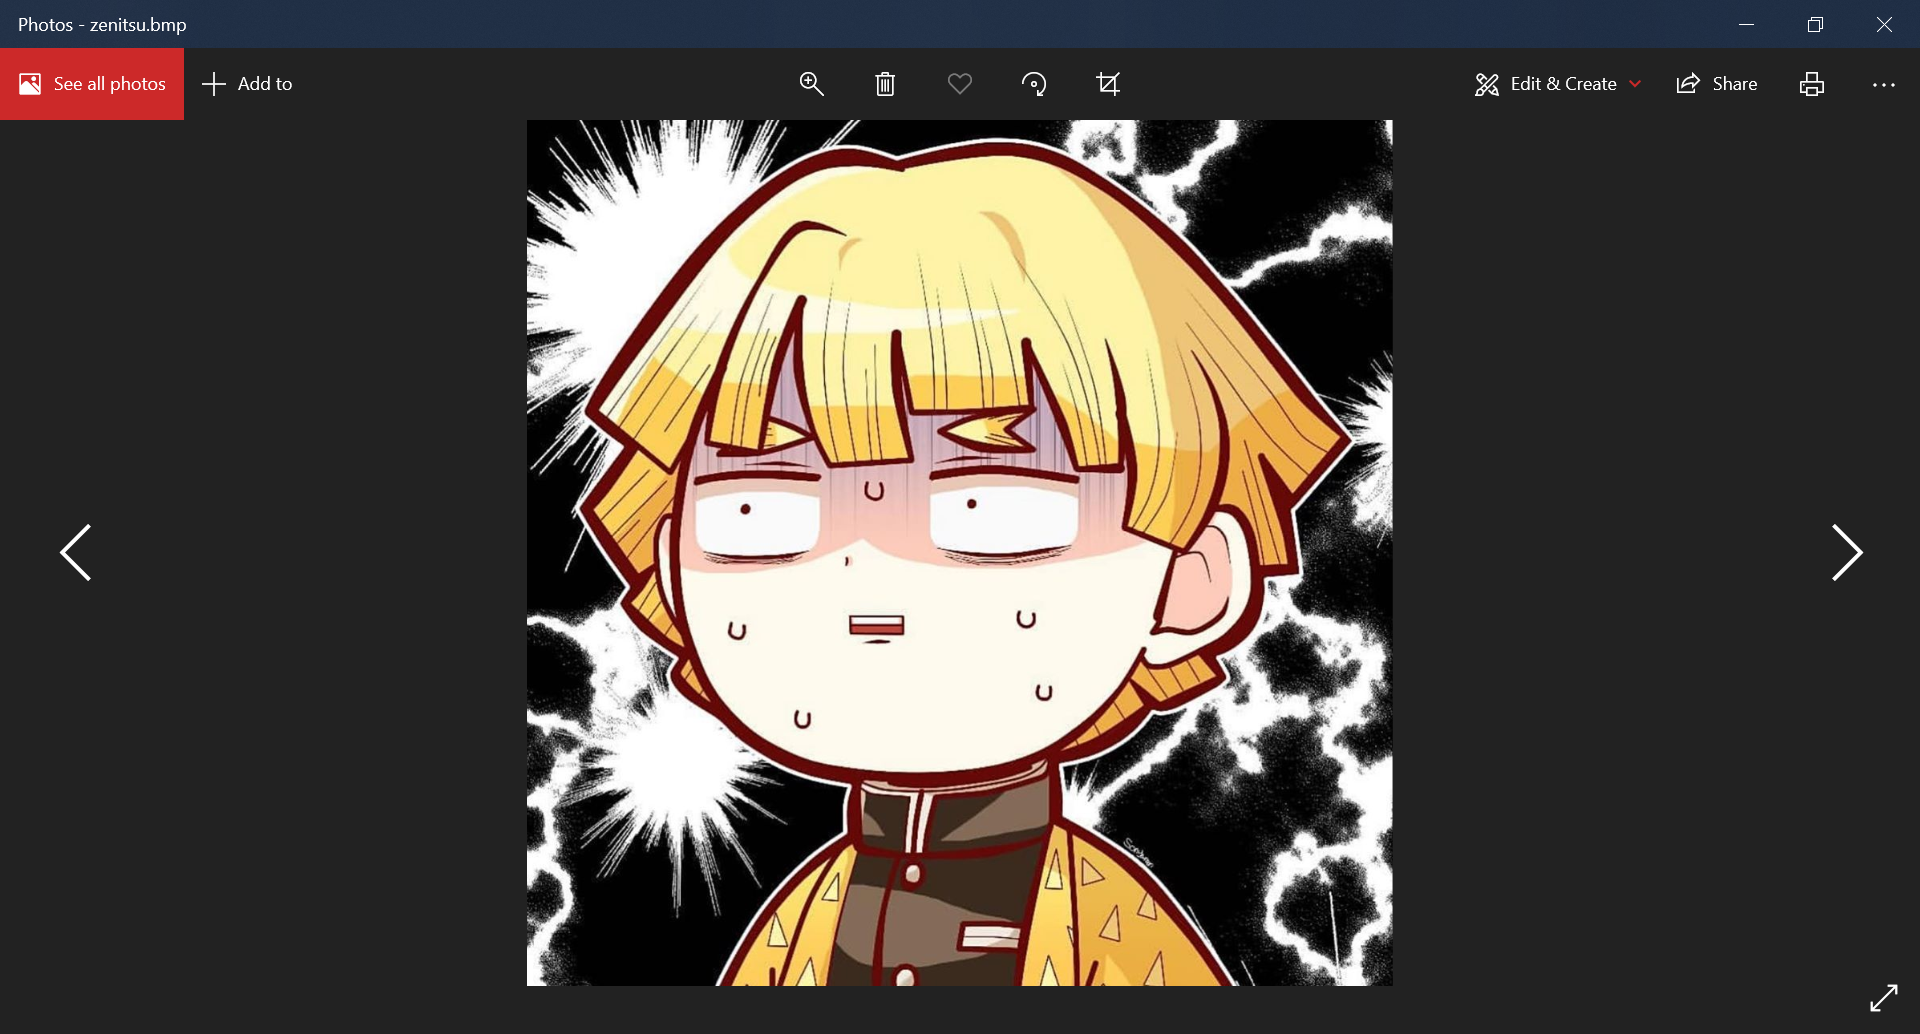 Photos - zenitsu.bmp
See all photos
Add to
Edit & Create
Share